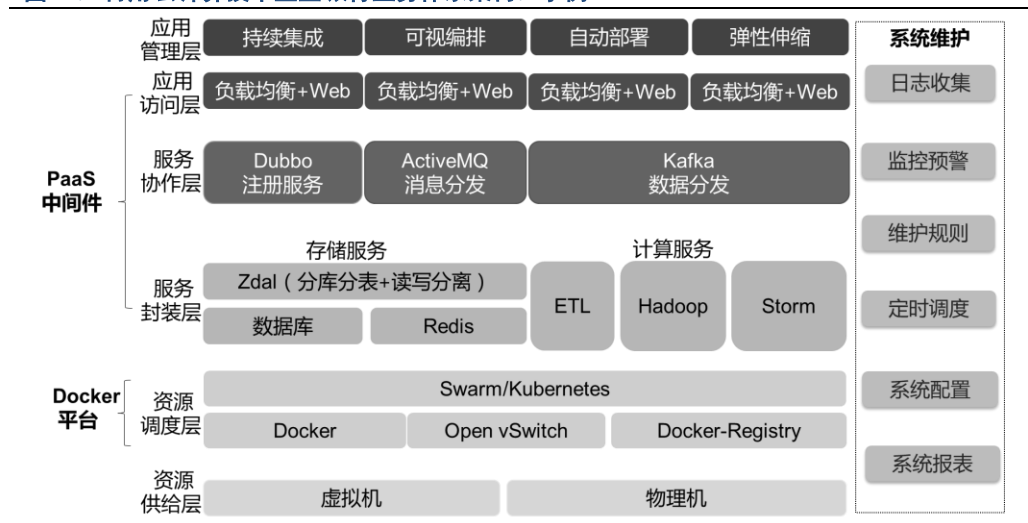 应用
管理层
持续集成
可视编排
自动部署
弹性伸缩
应用
访问层
负载均衡+Web
负载均衡+Web
负载均衡+Web
负载均衡+Web
PaaS
中间件
服务
协作层
Dubbo
注册服务
ActiveMQ
消息分发
Kafka
数据分发
服务
封装层
存储服务
Zdal（分库分表+读写分离）
数据库
Redis
计算服务
ETL
Hadoop
Storm
Docker
平台
资源
调度层
Swarm/Kubernetes
Docker
Open vSwitch
Docker-Registry
资源
供给层
虚拟机
物理机
系统维护
日志收集
监控预警
维护规则
定时调度
系统配置
系统报表